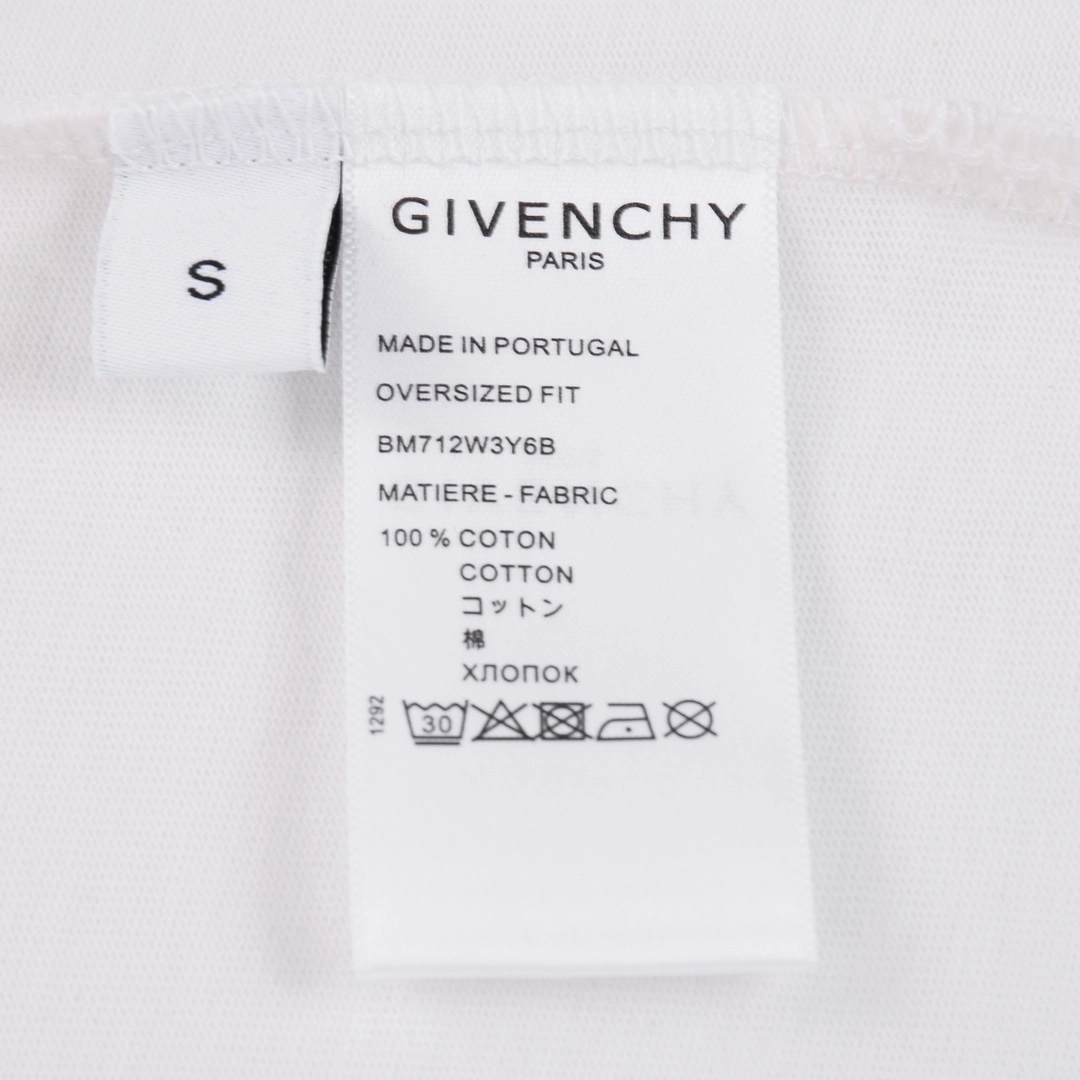 S
GIVENCHY
PARIS
MADE IN PORTUGAL
OVERSIZED FIT
BM712W3Y6B
MATIERE - FABRIC
100 % COTON
COTTON
コットン
棉
ХЛОПОК
1292
30